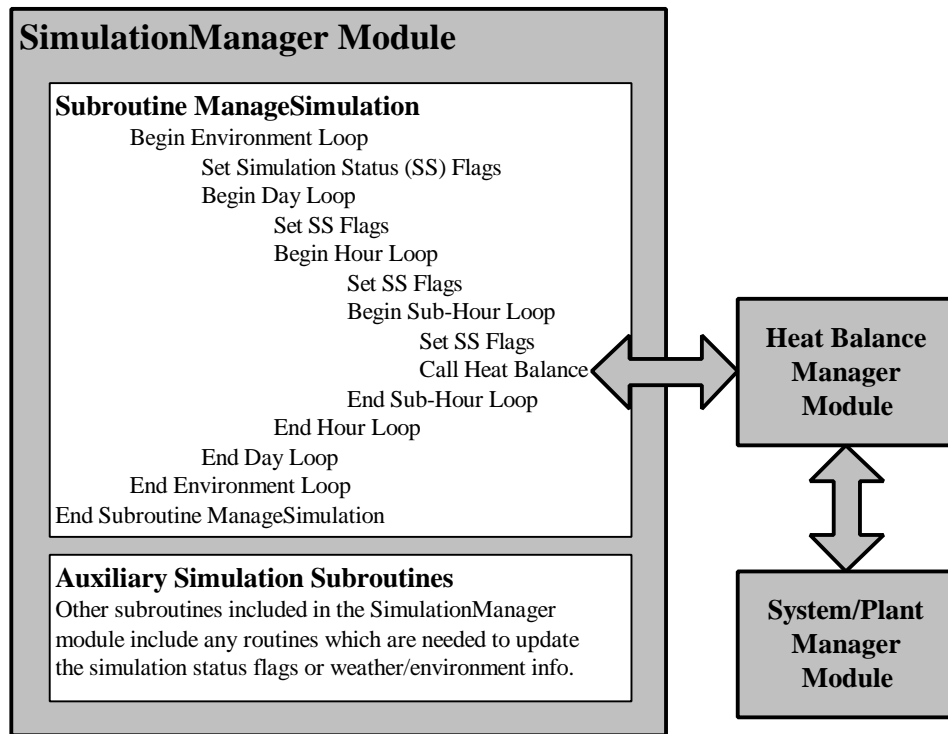 SimulationManager Module
Subroutine ManageSimulation
Begin Environment Loop
Set Simulation Status (SS) Flags
Begin Day Loop
Set SS Flags
Begin Hour Loop
Set SS Flags
Begin Sub-Hour Loop
Set SS Flags
Call Heat Balance
End Sub-Hour Loop
End Hour Loop
End Day Loop
End Environment Loop
End Subroutine ManageSimulation
Auxiliary Simulation Subroutines
Other subroutines included in the SimulationManager
module include any routines which are needed to update
the simulation status flags or weather/environment info.
Heat Balance
Manager
Module
System/Plant
Manager
Module